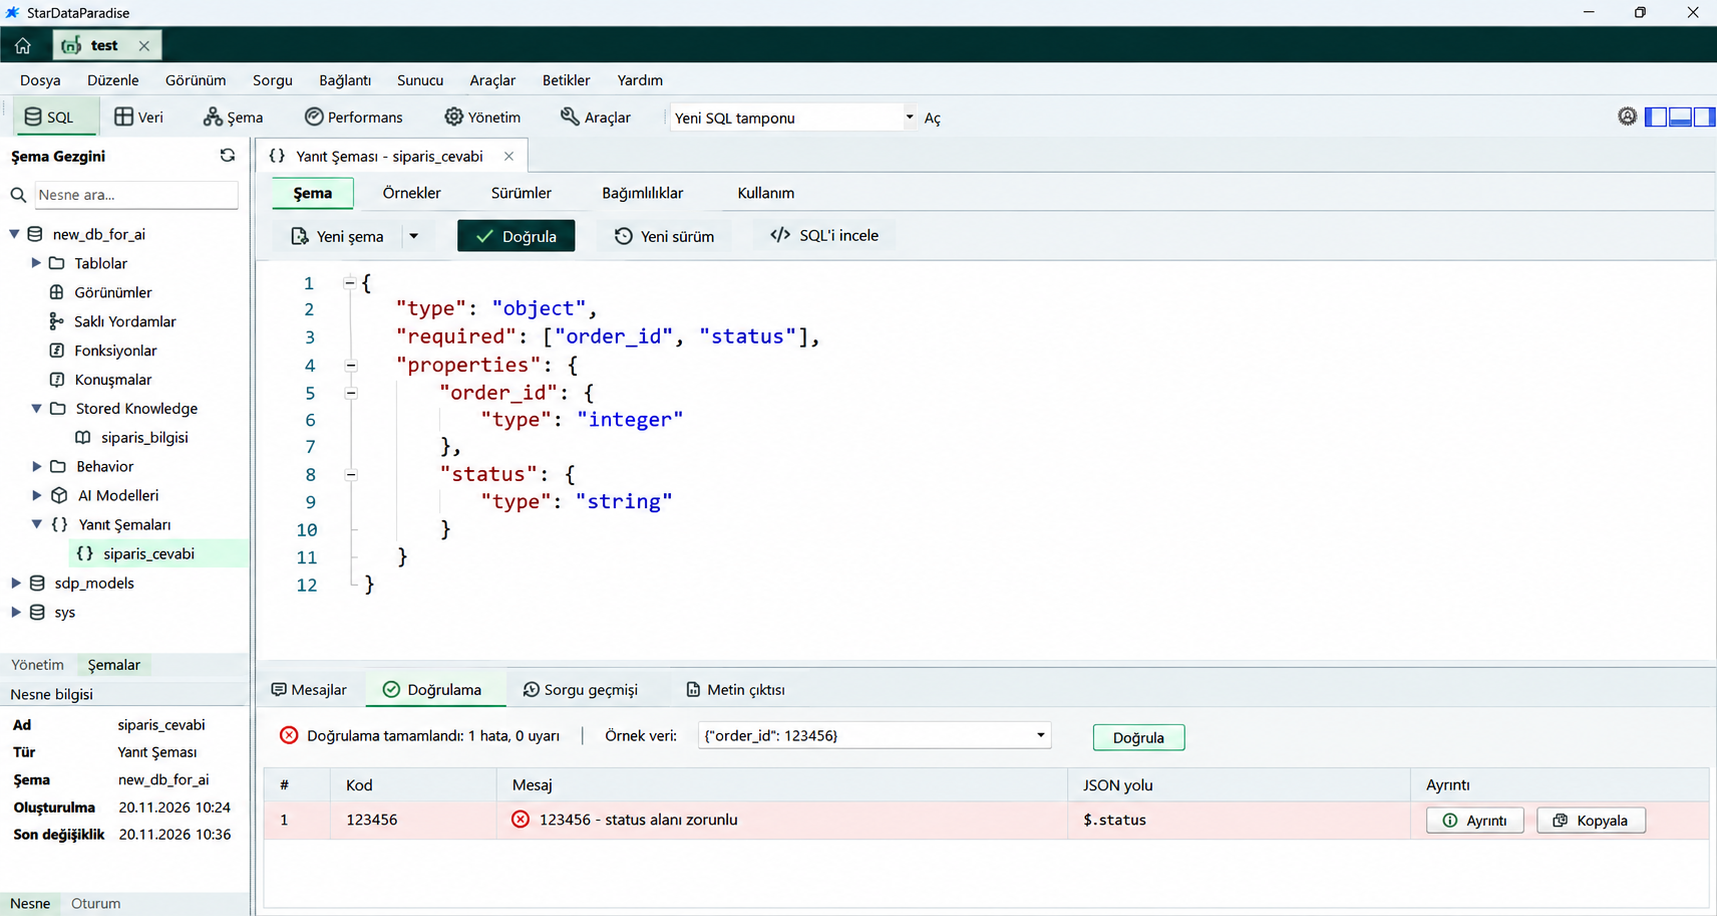 StarDataParadise
test
Dosya Düzenle Görünüm Sorgu Bağlantı Sunucu Araçlar Betikler Yardım
SQL Veri Şema Performans Yönetim Araçlar Yeni SQL tamponu Aç
Şema Gezgini
Nesne ara...
new_db_for_ai
Tablolar
Görünümler
Saklı Yordamlar
Fonksiyonlar
Konuşmalar
Stored Knowledge
siparis_bilgisi
Behavior
AI Modelleri
Yanıt Şemaları
siparis_cevabi
sdp_models
sys
Yönetim Şemalar
Nesne bilgisi
Ad siparis_cevabi
Tür Yanıt Şeması
Şema new_db_for_ai
Oluşturulma 20.11.2026 10:24
Son değişiklik 20.11.2026 10:36
Nesne Oturum
{} Yanıt Şeması - siparis_cevabi
Şema Örnekler Sürümler Bağımlılıklar Kullanım
Yeni şema Doğrula Yeni sürüm </> SQL'i incele
1 {
2 "type": "object",
3 "required": ["order_id", "status"],
4 "properties": {
5 "order_id": {
6 "type": "integer"
7 },
8 "status": {
9 "type": "string"
10 }
11 }
12 }
Mesajlar Doğrulama Sorgu geçmişi Metin çıktısı
Doğrulama tamamlandı: 1 hata, 0 uyarı | Örnek veri: {"order_id": 123456} Doğrula
# Kod Mesaj JSON yolu Ayrıntı
1 123456 123456 - status alanı zorunlu $.status Ayrıntı Kopyala